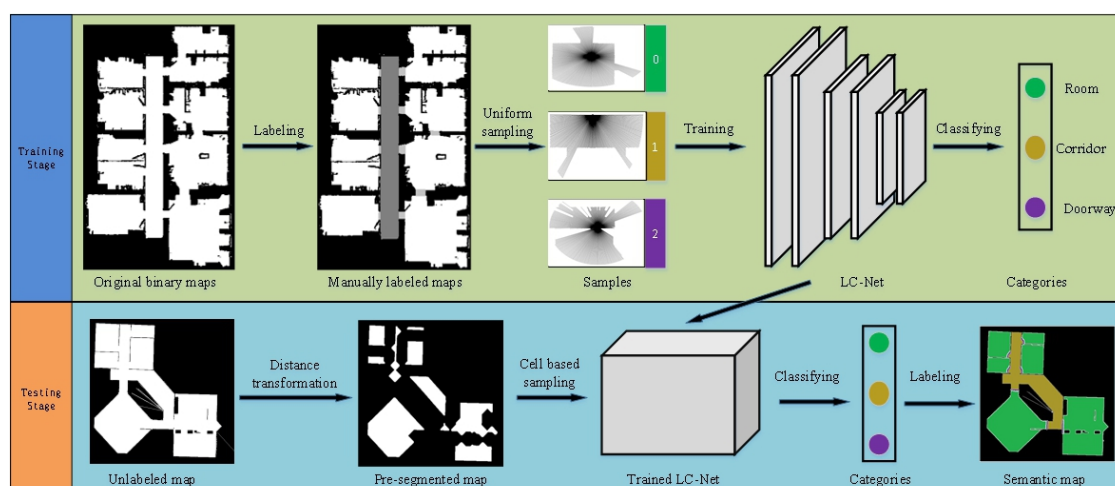 Training
Stage
Labeling
Uniform
sampling
0
1
2
Training
Classifying
Room
Corridor
Doorway
Original binary maps
Manually labeled maps
Samples
LC-Net
Categories
Testing
Stage
Distance
transformation
Cell based
sampling
Classifying
Labeling
Unlabeled map
Pre-segmented map
Trained LC-Net
Categories
Semantic map